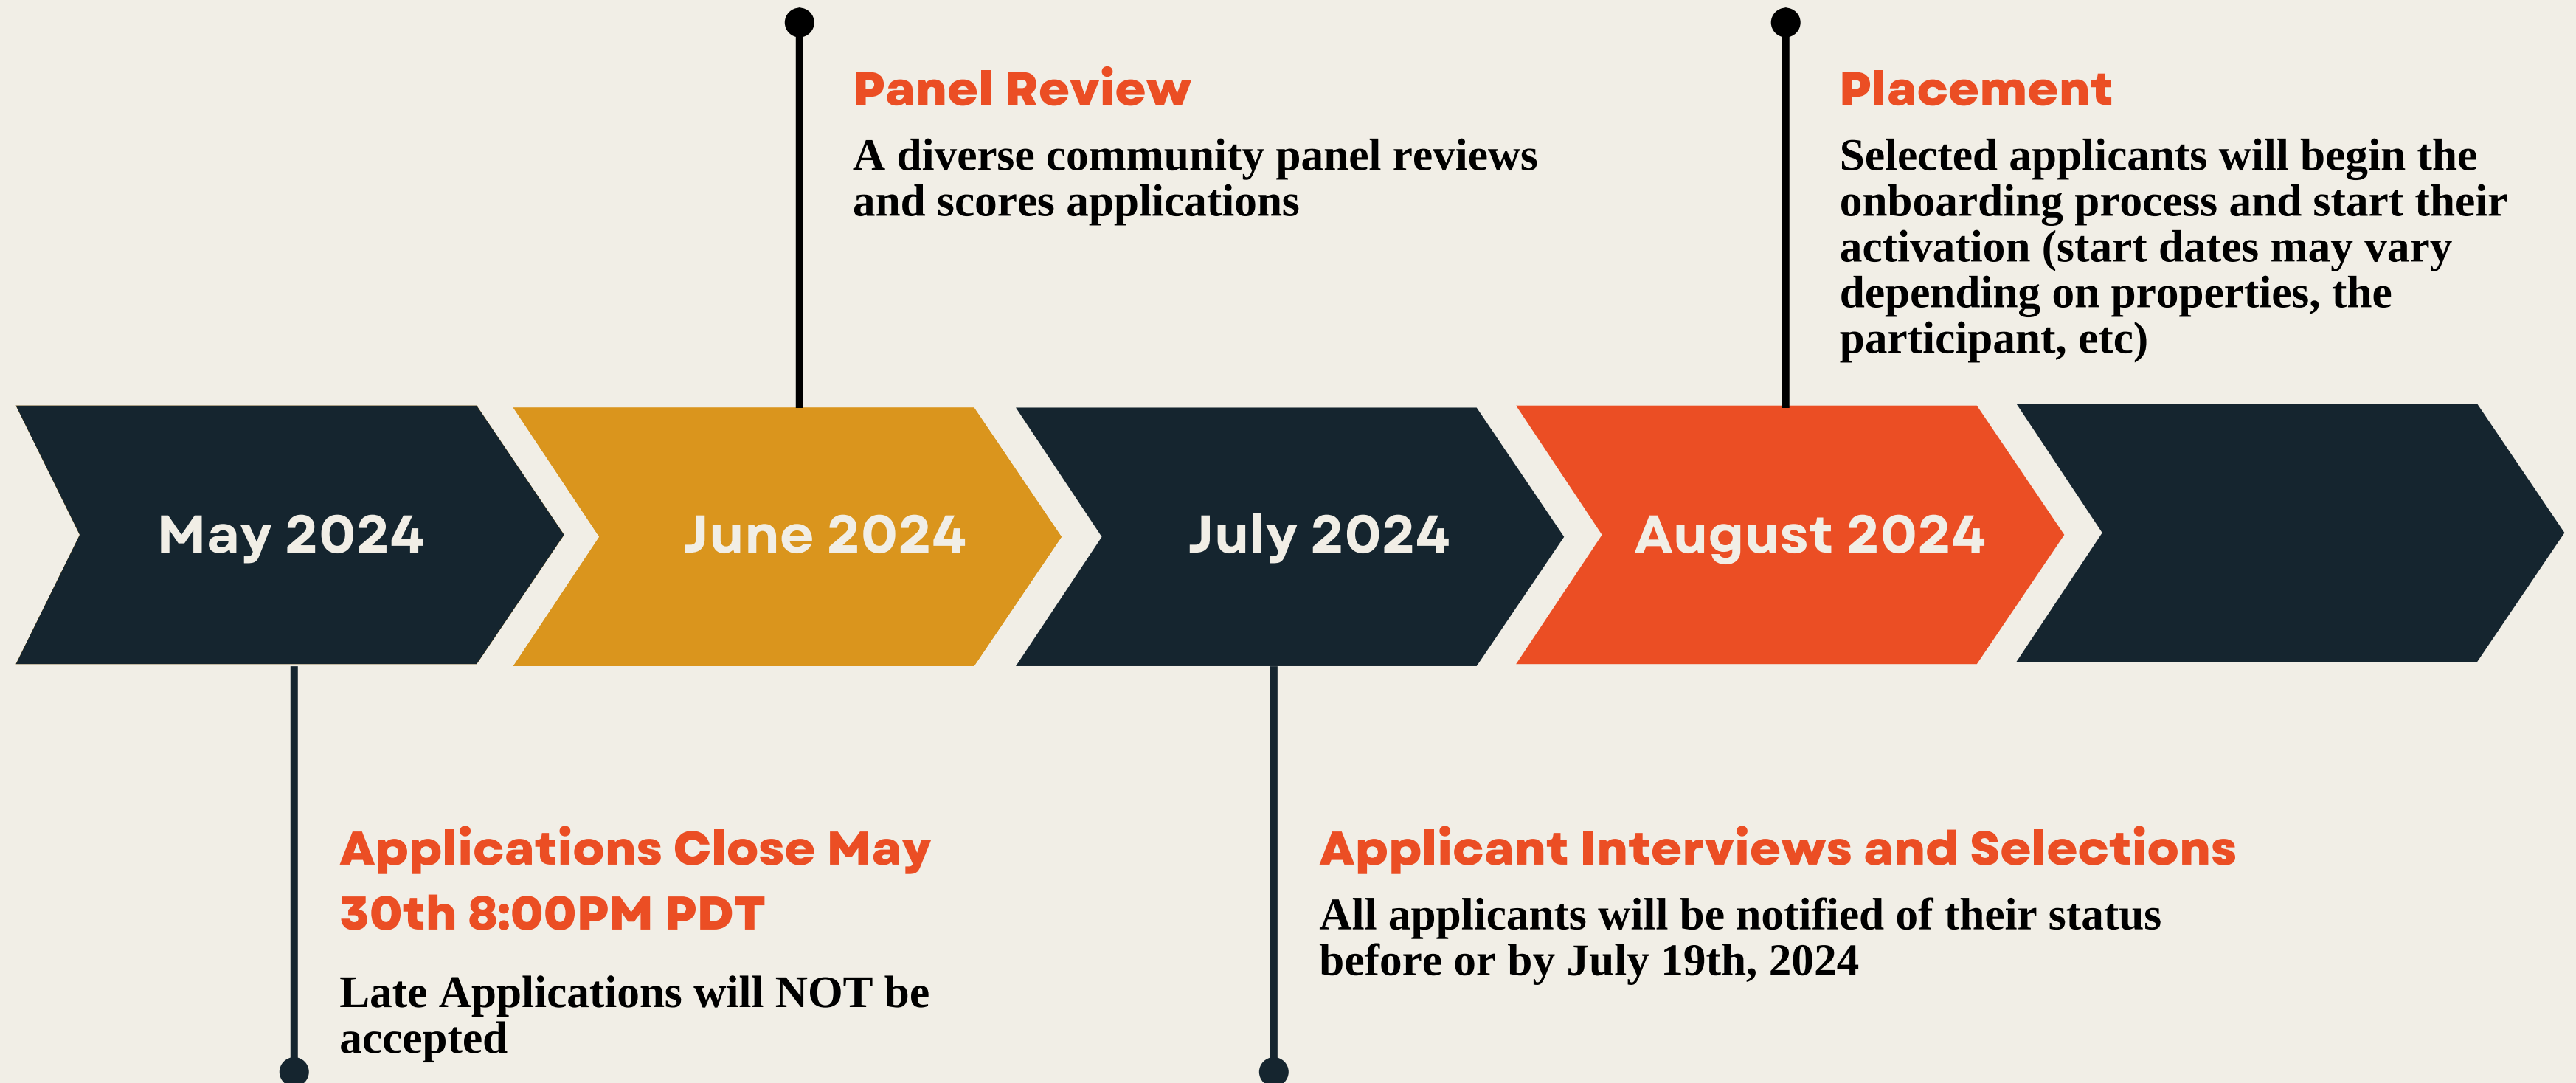 Panel Review
A diverse community panel reviews
and scores applications
Placement
Selected applicants will begin the
onboarding process and start their
activation (start dates may vary
depending on properties, the
participant, etc)
May 2024
June 2024
July 2024
August 2024
Applications Close May
30th 8:00PM PDT
Late Applications will NOT be
accepted
Applicant Interviews and Selections
All applicants will be notified of their status
before or by July 19th, 2024